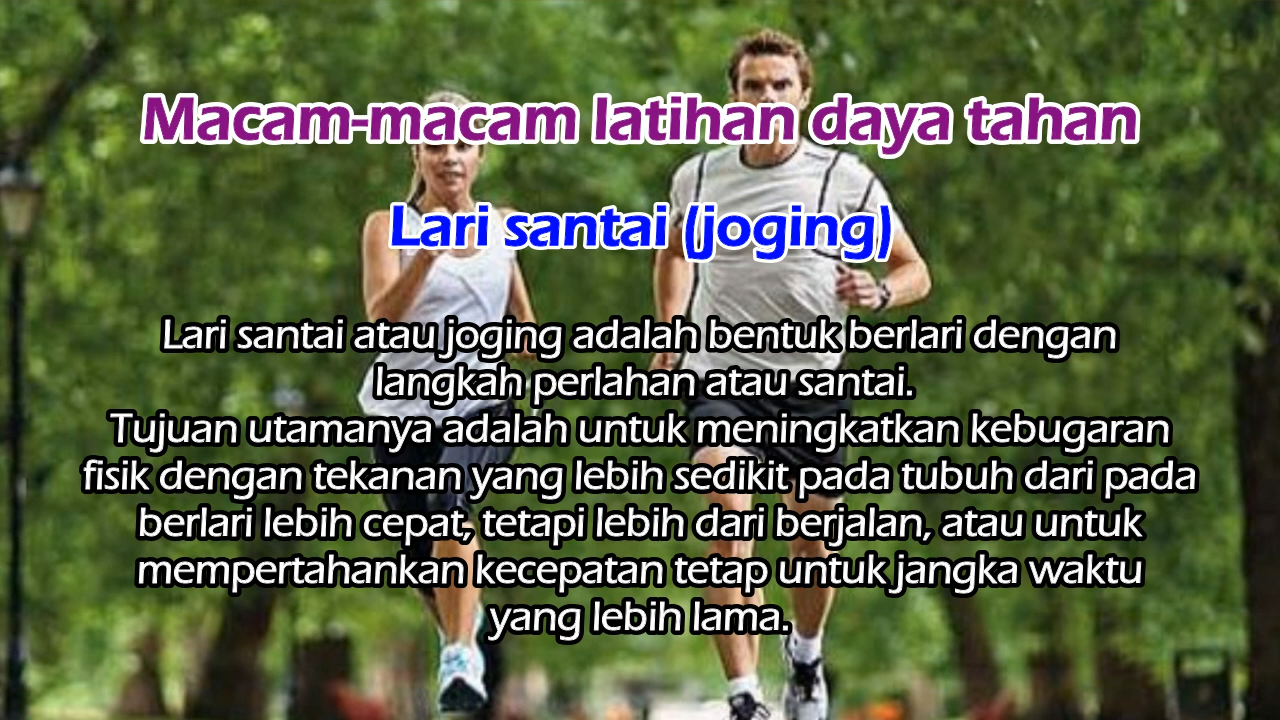 Macam-macam latihan daya tahan
Lari santai (joging)
Lari santai atau joging adalah bentuk berlari dengan
langkah perlahan atau santai.
Tujuan utamanya adalah untuk meningkatkan kebugaran
fisik dengan tekanan yang lebih sedikit pada tubuh dari pada
berlari lebih cepat, tetapi lebih dari berjalan, atau untuk
mempertahankan kecepatan tetap untuk jangka waktu
yang lebih lama.